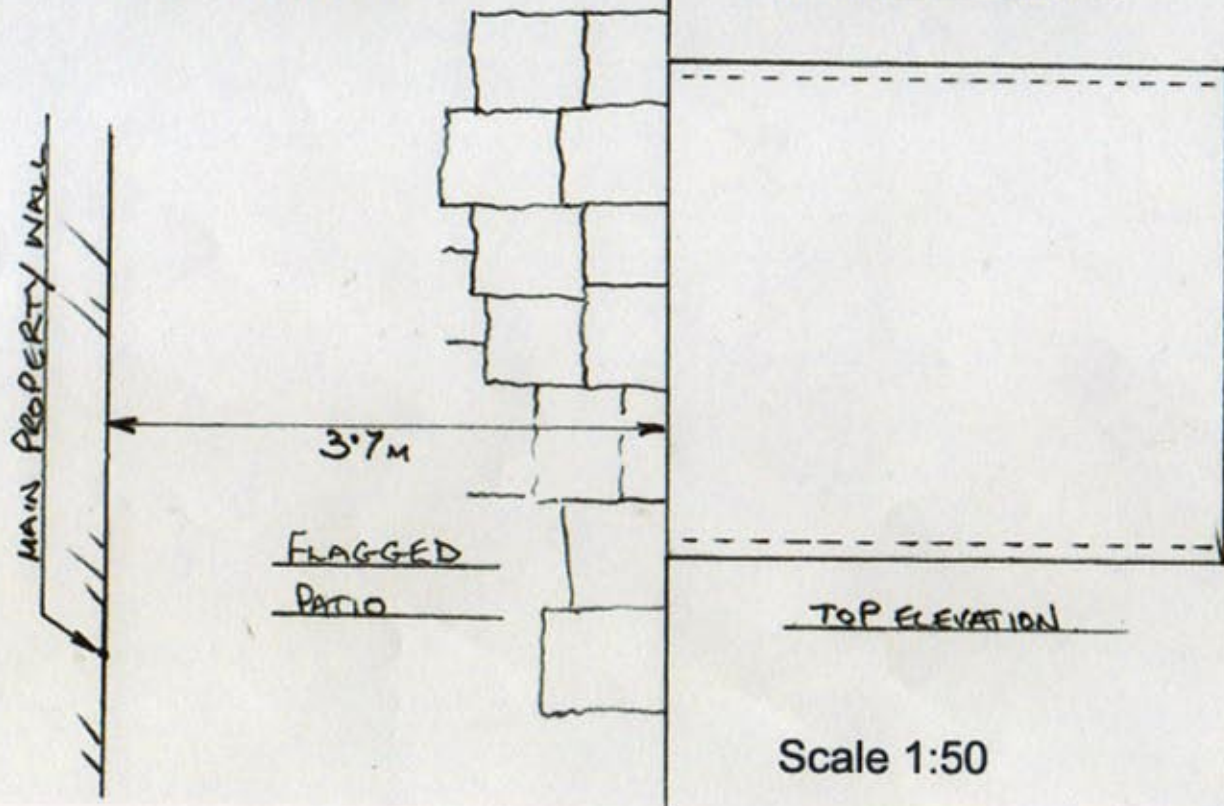 MAIN PROPERTY WALL
3.7M
FLAGGED
PATIO
TOP ELEVATION
Scale 1:50